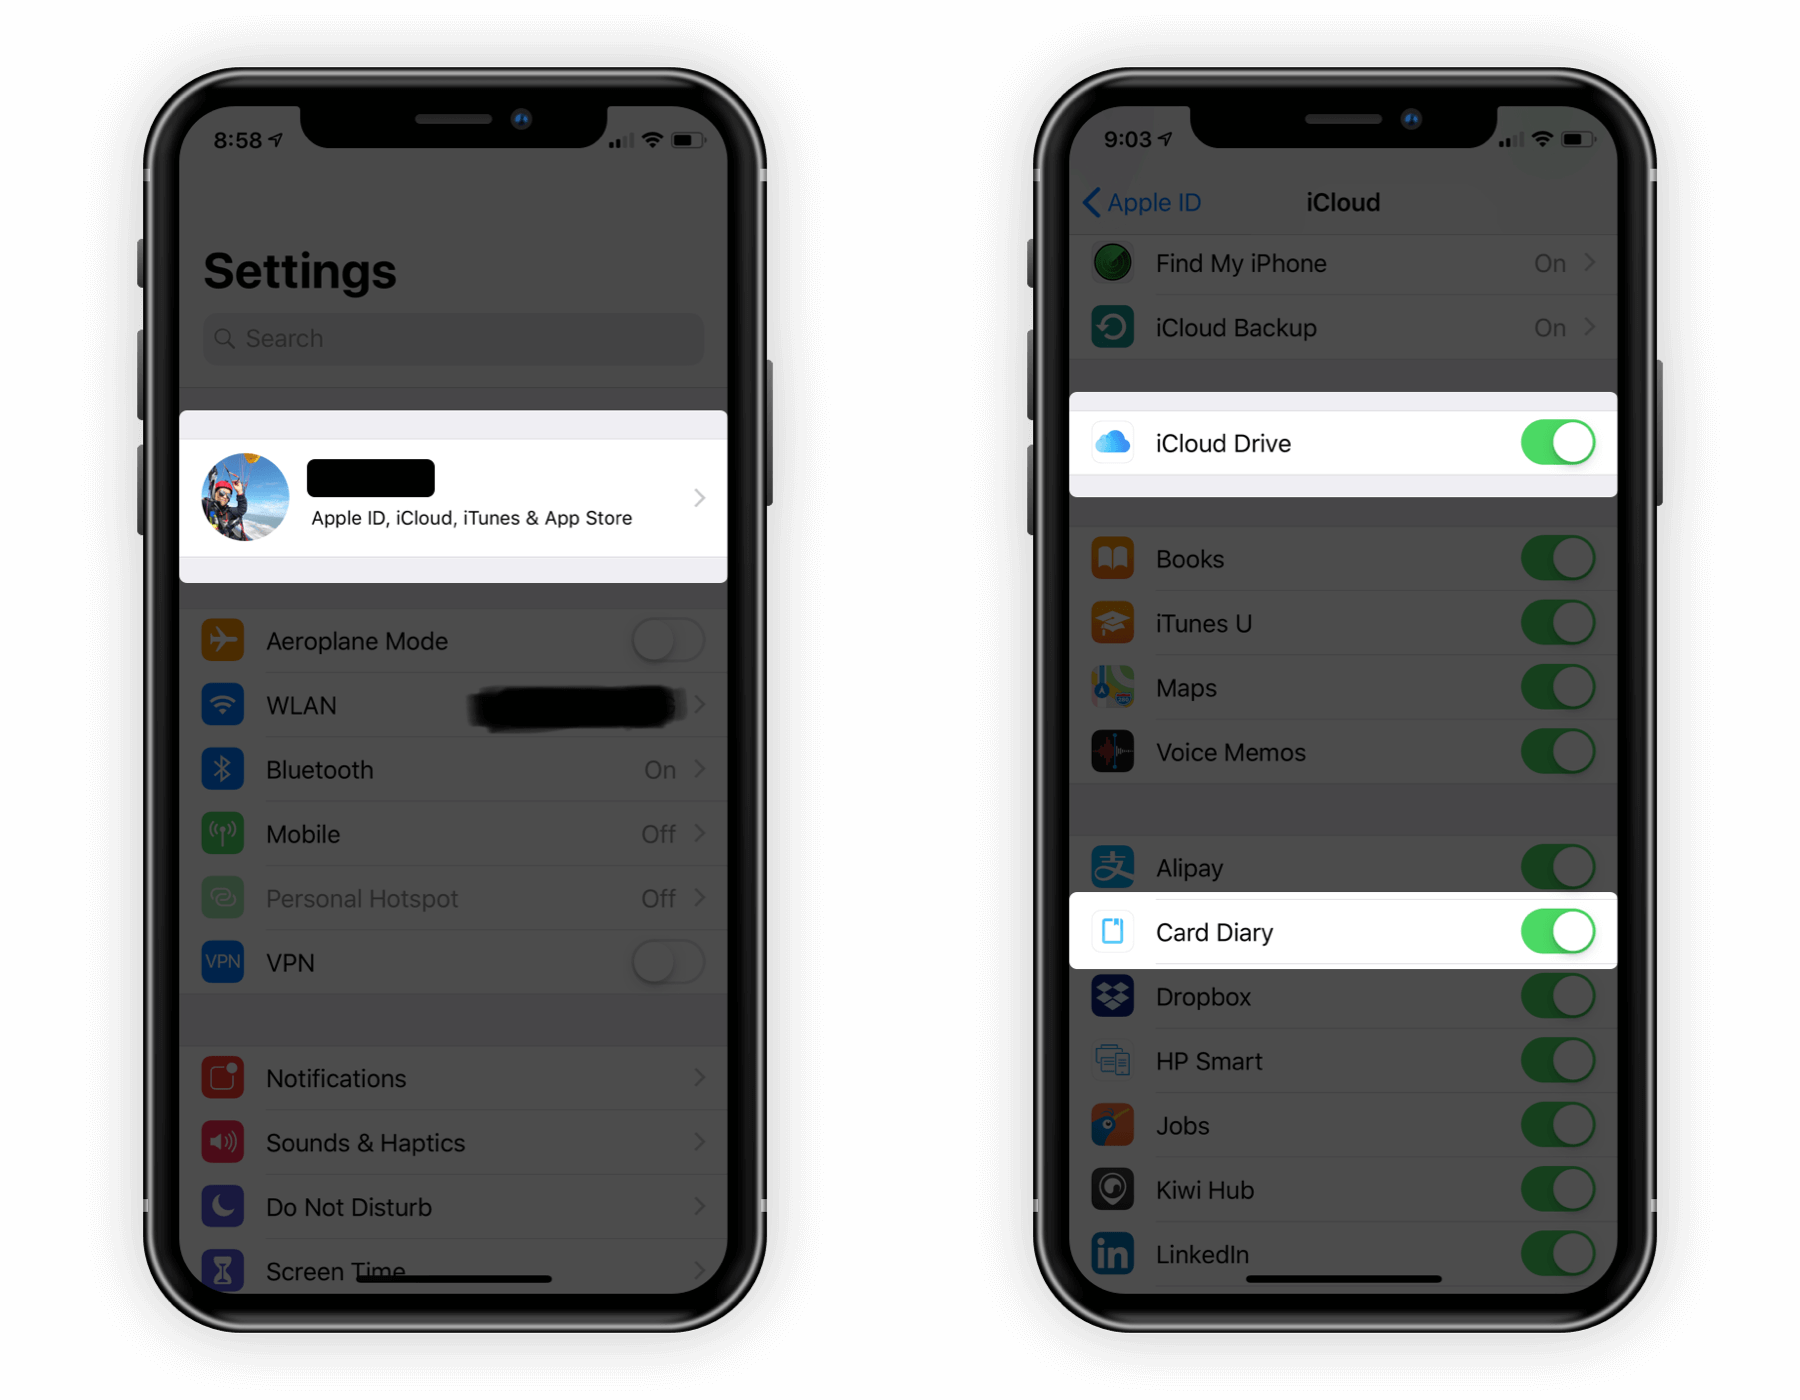 8:58
Settings
Search
Apple ID, iCloud, iTunes & App Store
Aeroplane Mode
WLAN
Bluetooth On
Mobile Off
Personal Hotspot Off
VPN VPN
Notifications
Sounds & Haptics
Do Not Disturb
Screen Time
9:03
Apple ID iCloud
Find My iPhone On
iCloud Backup On
iCloud Drive
Books
iTunes U
Maps
Voice Memos
支 Alipay
Card Diary
Dropbox
HP Smart
Jobs
Kiwi Hub
in LinkedIn